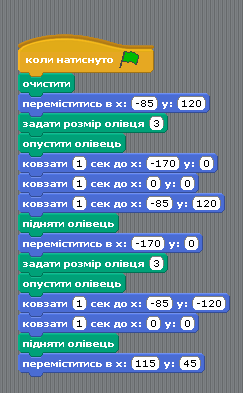 коли натиснуто
очистити
переміститись в x: -85 y: 120
задати розмір олівця 3
опустити олівець
ковзати 1 сек до x: -170 y: 0
ковзати 1 сек до x: 0 y: 0
ковзати 1 сек до x: -85 y: 120
підняти олівець
переміститись в x: -170 y: 0
задати розмір олівця 3
опустити олівець
ковзати 1 сек до x: -85 y: -120
ковзати 1 сек до x: 0 y: 0
підняти олівець
переміститись в x: 115 y: 45